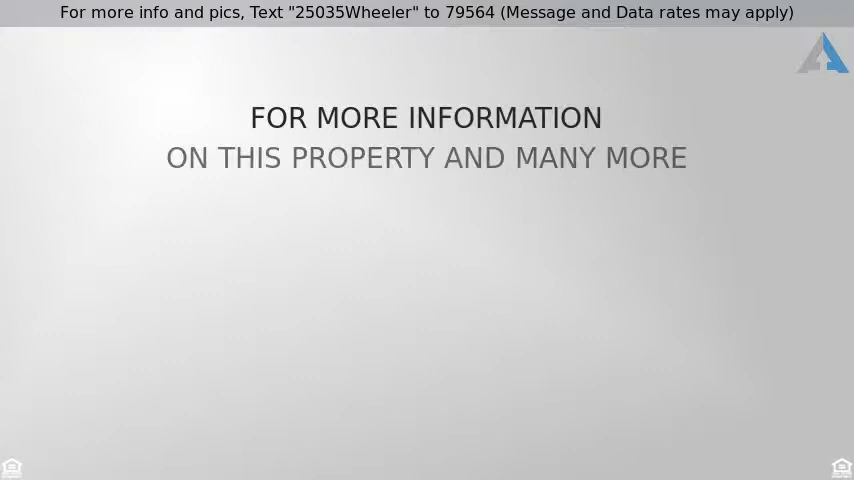 For more info and pics, Text "25035Wheeler" to 79564 (Message and Data rates may apply)
FOR MORE INFORMATION
ON THIS PROPERTY AND MANY MORE